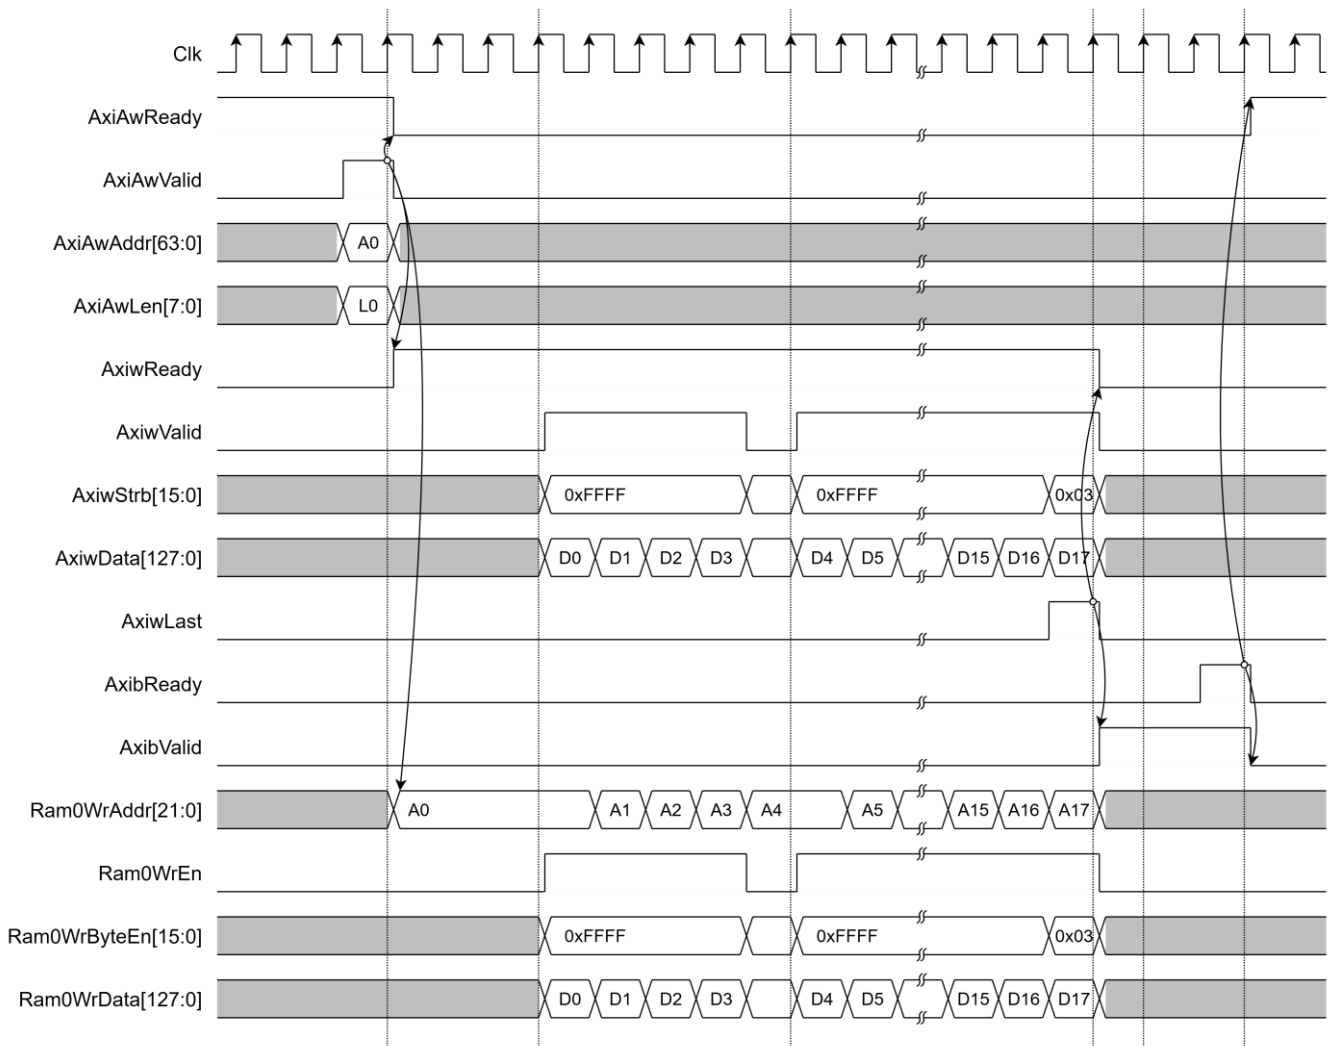 Clk
AxiAwReady
AxiAwValid
AxiAwAddr[63:0] A0
AxiAwLen[7:0] L0
AxiwReady
AxiwValid
AxiwStrb[15:0] 0xFFFF 0xFFFF 0x03
AxiwData[127:0] D0 D1 D2 D3 D4 D5 D15 D16 D17
AxiwLast
AxibReady
AxibValid
Ram0WrAddr[21:0] A0 A1 A2 A3 A4 A5 A15 A16 A17
Ram0WrEn
Ram0WrByteEn[15:0] 0xFFFF 0xFFFF 0x03
Ram0WrData[127:0] D0 D1 D2 D3 D4 D5 D15 D16 D17